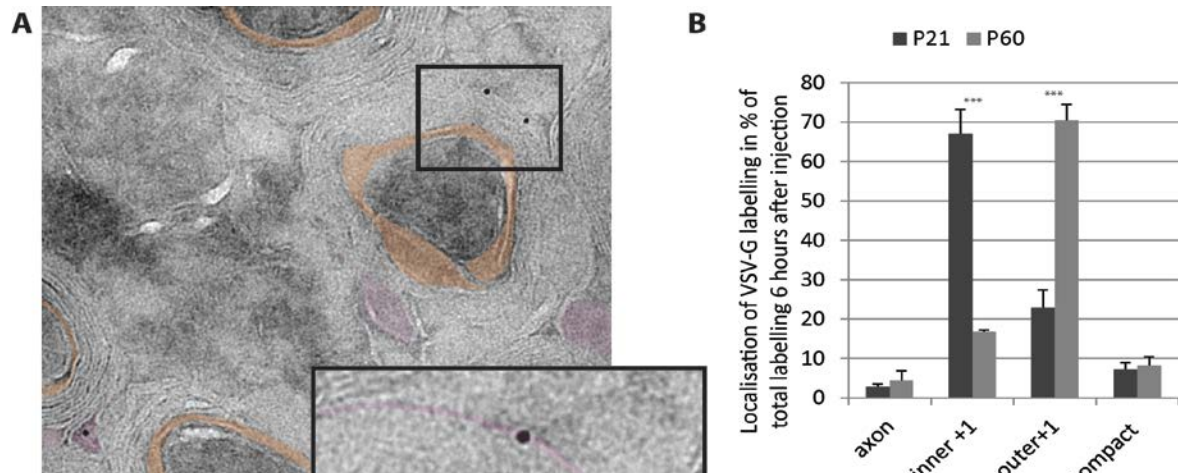 A
B
P21 P60
Localisation of VSV-G labelling in % of
total labelling 6 hours after injection
80
70
60
50
40
30
20
10
0
***
***
axon
inner +1
outer+1